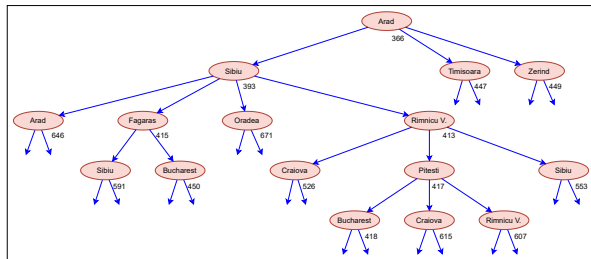 Arad
366
Sibiu
393
Timisoara
447
Zerind
449
Arad
646
Fagaras
415
Oradea
671
Rimnicu V.
413
Sibiu
591
Bucharest
450
Craiova
526
Pitesti
417
Sibiu
553
Bucharest
418
Craiova
615
Rimnicu V.
607